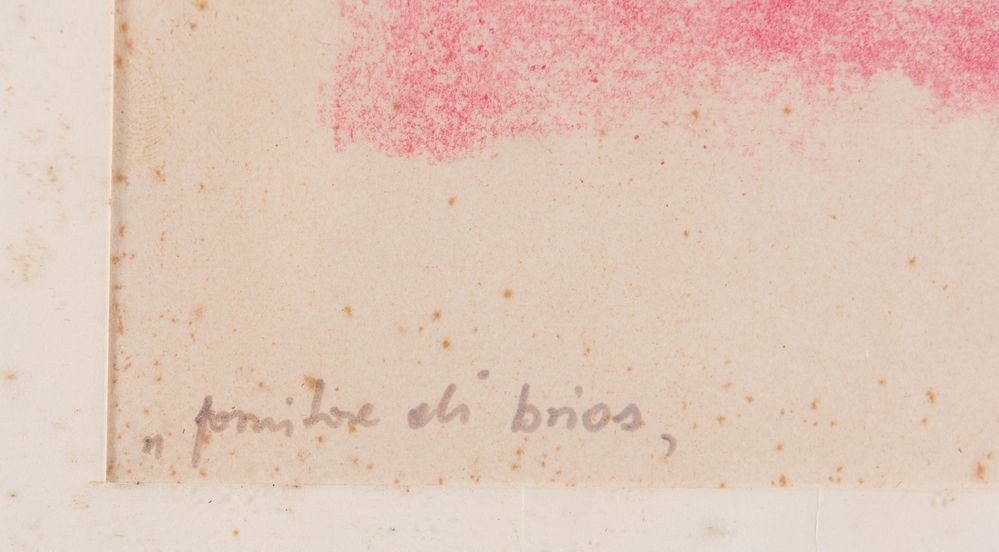 „ fornitore di brios „